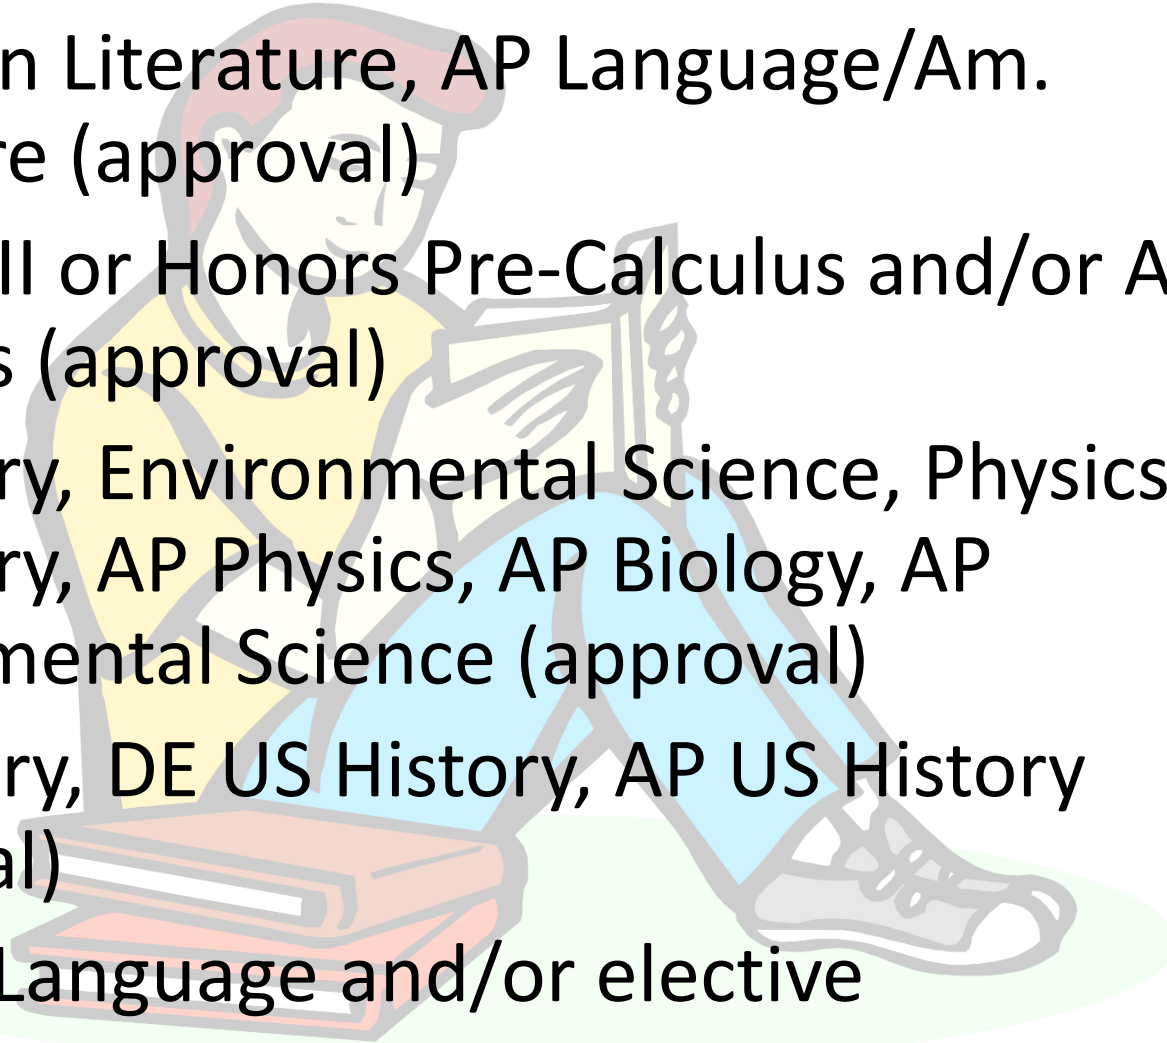 n Literature, AP Language/Am.
re (approval)
II or Honors Pre-Calculus and/or A
s (approval)
ry, Environmental Science, Physics
ry, AP Physics, AP Biology, AP
mental Science (approval)
ry, DE US History, AP US History
al)
Language and/or elective